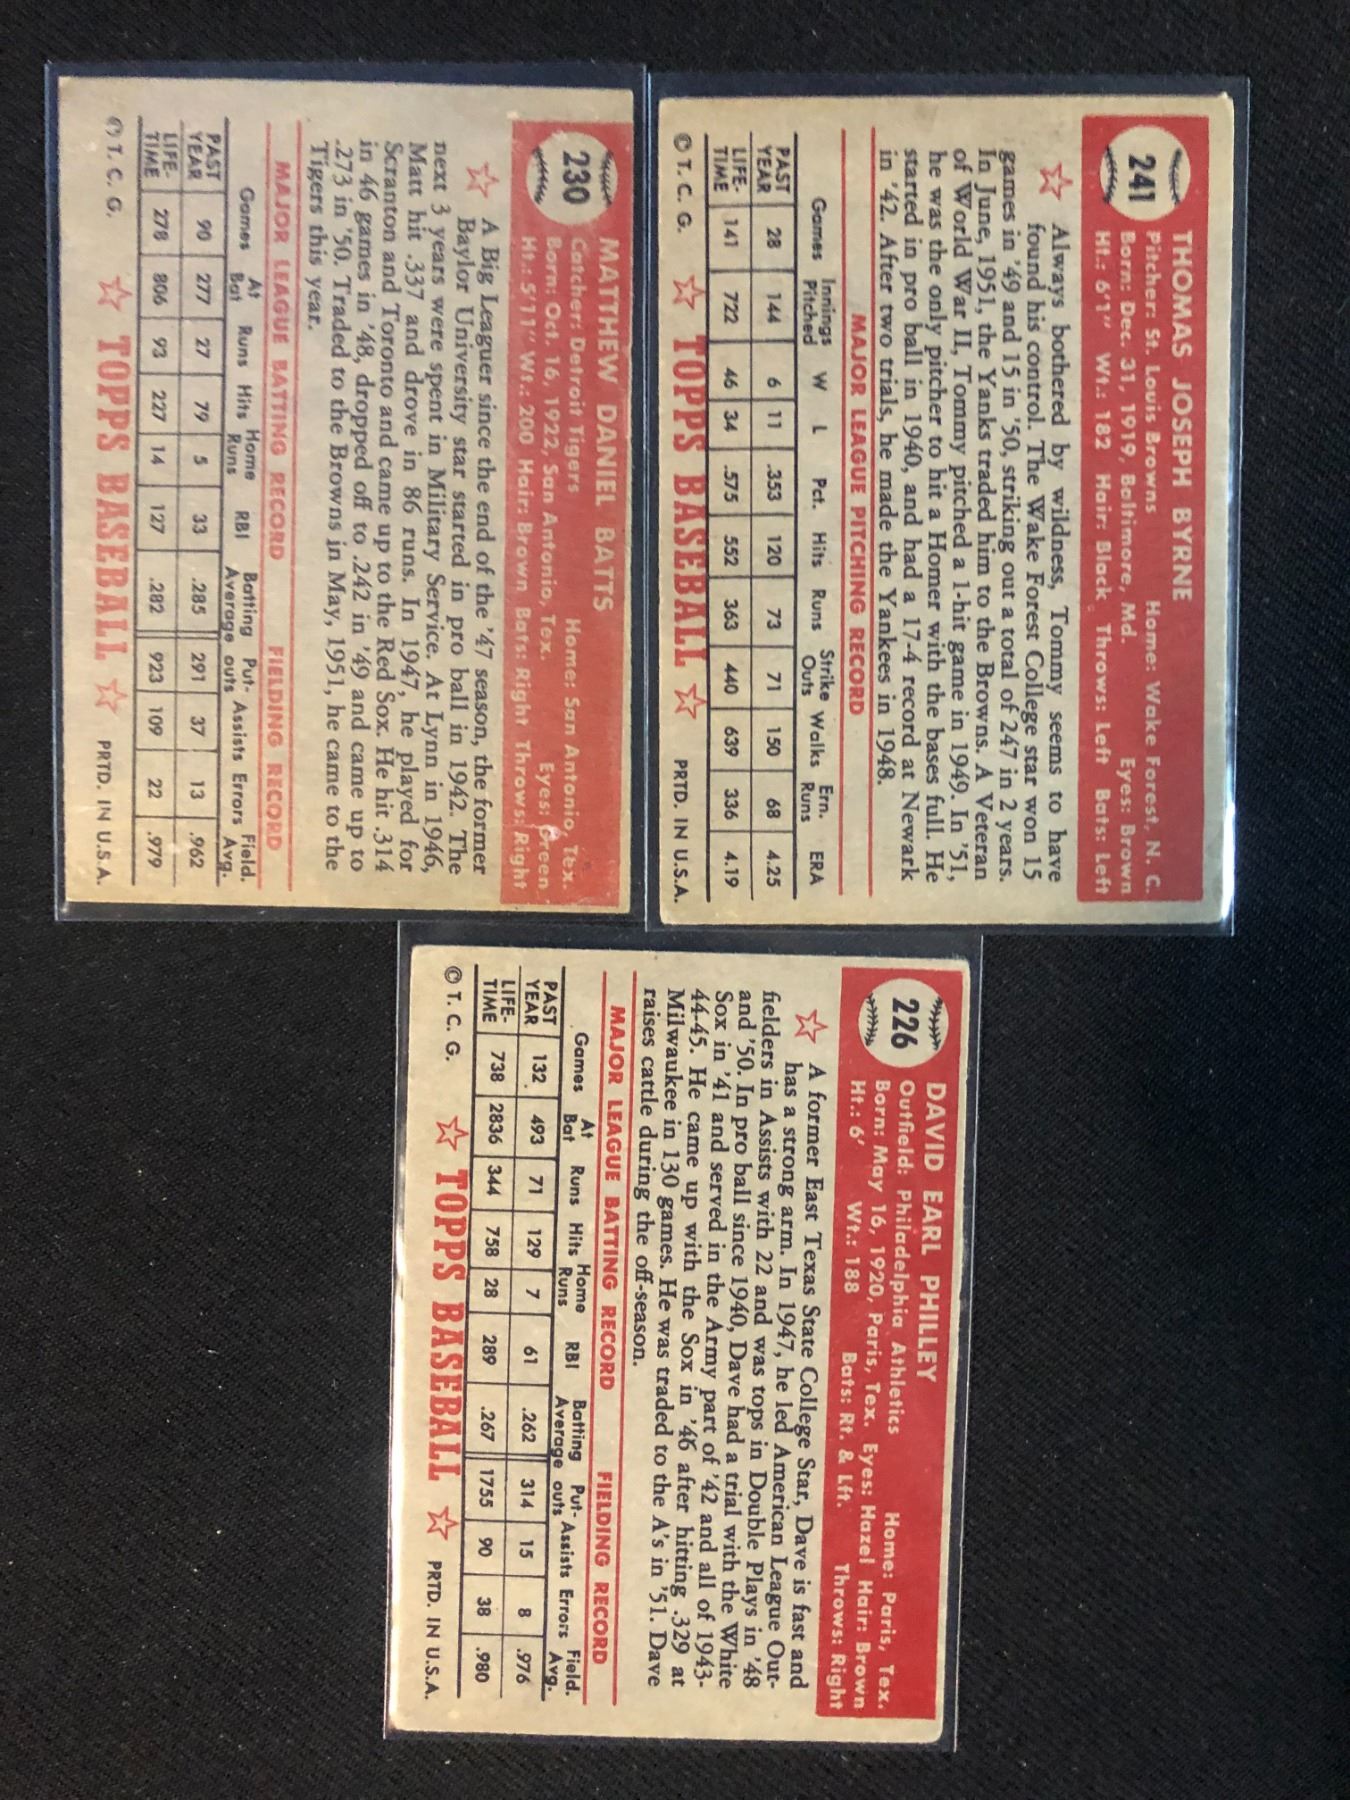 241
THOMAS JOSEPH BYRNE
Pitcher: St. Louis Browns Home: Wake Forest, N. C.
Born: Dec. 31, 1919, Baltimore, Md. Eyes: Brown
Ht.: 6'1" Wt.: 182 Hair: Black Throws: Left Bats: Left
Always bothered by wildness, Tommy seems to have
found his control. The Wake Forest College star won 15
games in '49 and 15 in '50, striking out a total of 247 in 2 years.
In June, 1951, the Yanks traded him to the Browns. A Veteran
of World War II, Tommy pitched a 1-hit game in 1949. In '51,
he was the only pitcher to hit a Homer with the bases full. He
started in pro ball in 1940, and had a 17-4 record at Newark
in '42. After two trials, he made the Yankees in 1948.
MAJOR LEAGUE PITCHING RECORD
Games Innings Pitched W L Pct. Hits Runs Strike Outs Walks Ern. Runs ERA
PAST YEAR 28 144 6 11 .353 120 73 71 150 68 4.25
LIFE-TIME 141 722 46 34 .575 552 363 440 639 336 4.19
© T. C. G. ☆ TOPPS BASEBALL ☆ PRTD. IN U.S.A.
230
MATTHEW DANIEL BATTS
Catcher: Detroit Tigers Home: San Antonio, Tex.
Born: Oct. 16, 1922, San Antonio, Tex. Eyes: Green
Ht.: 5'11" Wt.: 200 Hair: Brown Bats: Right Throws: Right
A Big Leaguer since the end of the '47 season, the former
Baylor University star started in pro ball in 1942. The
next 3 years were spent in Military Service. At Lynn in 1946,
Matt hit .337 and drove in 86 runs. In 1947, he played for
Scranton and Toronto and came up to the Red Sox. He hit .314
in 46 games in '48, dropped off to .242 in '49 and came up to
.273 in '50. Traded to the Browns in May, 1951, he came to the
Tigers this year.
MAJOR LEAGUE BATTING RECORD FIELDING RECORD
Games At Bat Runs Hits Home Runs RBI Batting Average Put-outs Assists Errors Field. Avg.
PAST YEAR 90 277 27 79 5 33 .285 291 37 13 .962
LIFE-TIME 278 806 93 227 14 127 .282 923 109 22 .979
© T. C. G. ☆ TOPPS BASEBALL ☆ PRTD. IN U.S.A.
226
DAVID EARL PHILLEY
Outfield: Philadelphia Athletics Home: Paris, Tex.
Born: May 16, 1920, Paris, Tex. Eyes: Hazel Hair: Brown
Ht.: 6' Wt.: 188 Bats: Rt. & Lft. Throws: Right
A former East Texas State College Star, Dave is fast and
has a strong arm. In 1947, he led American League Out-
fielders in Assists with 22 and was tops in Double Plays in '48
and '50. In pro ball since 1940, Dave had a trial with the White
Sox in '41 and served in the Army part of '42 and all of 1943-
44-45. He came up with the Sox in '46 after hitting .329 at
Milwaukee in 130 games. He was traded to the A's in '51. Dave
raises cattle during the off-season.
MAJOR LEAGUE BATTING RECORD FIELDING RECORD
Games At Bat Runs Hits Home Runs RBI Batting Average Put-outs Assists Errors Field. Avg.
PAST YEAR 132 493 71 129 7 61 .262 314 15 8 .976
LIFE-TIME 738 2836 344 758 28 289 .267 1755 90 38 .980
© T. C. G. ☆ TOPPS BASEBALL ☆ PRTD. IN U.S.A.